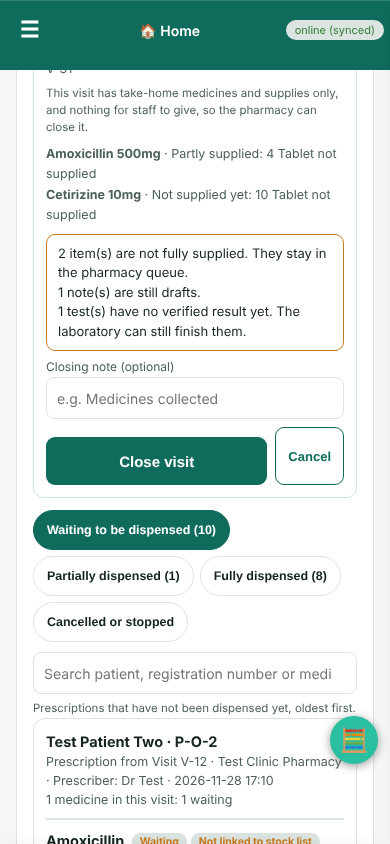 🏠 Home
online (synced)
This visit has take-home medicines and supplies only,
and nothing for staff to give, so the pharmacy can
close it.
Amoxicillin 500mg · Partly supplied: 4 Tablet not
supplied
Cetirizine 10mg · Not supplied yet: 10 Tablet not
supplied
2 item(s) are not fully supplied. They stay in
the pharmacy queue.
1 note(s) are still drafts.
1 test(s) have no verified result yet. The
laboratory can still finish them.
Closing note (optional)
e.g. Medicines collected
Close visit
Cancel
Waiting to be dispensed (10)
Partially dispensed (1)
Fully dispensed (8)
Cancelled or stopped
Search patient, registration number or medi
Prescriptions that have not been dispensed yet, oldest first.
Test Patient Two · P-O-2
Prescription from Visit V-12 · Test Clinic Pharmacy
· Prescriber: Dr Test · 2026-11-28 17:10
1 medicine in this visit: 1 waiting
Amoxicillin Waiting Not linked to stock list